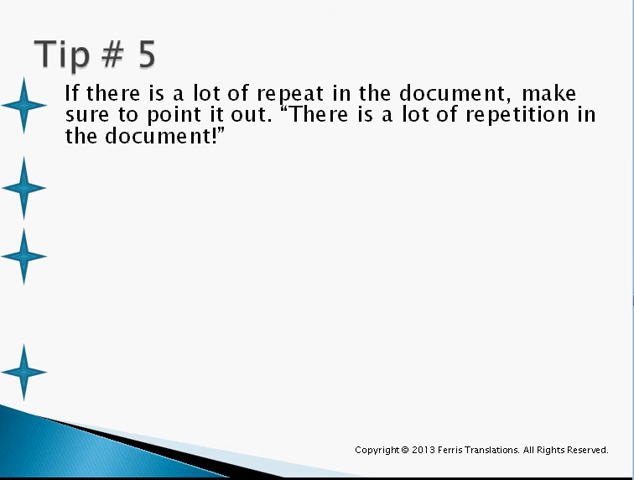 Tip # 5
If there is a lot of repeat in the document, make
sure to point it out. “There is a lot of repetition in
the document!”
Copyright © 2013 Ferris Translations. All Rights Reserved.